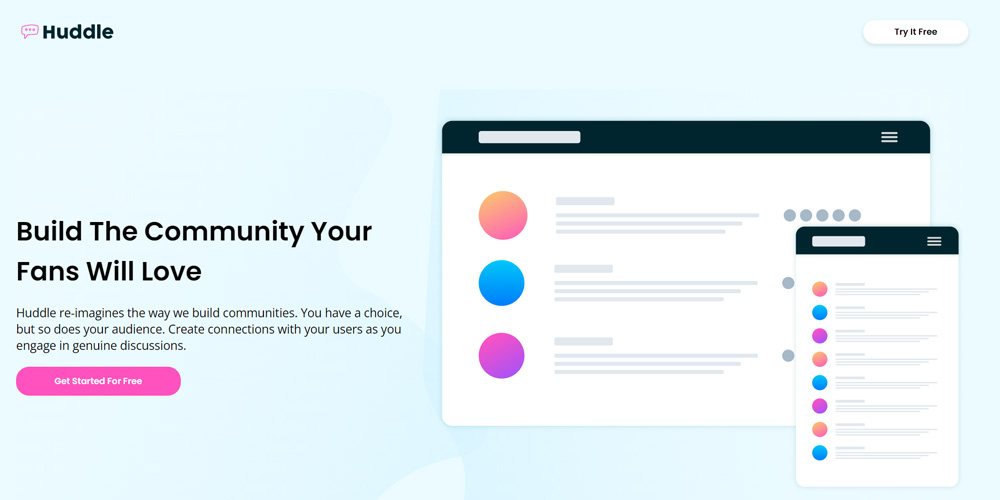 Huddle
Try It Free
Build The Community Your
Fans Will Love
Huddle re-imagines the way we build communities. You have a choice,
but so does your audience. Create connections with your users as you
engage in genuine discussions.
Get Started For Free